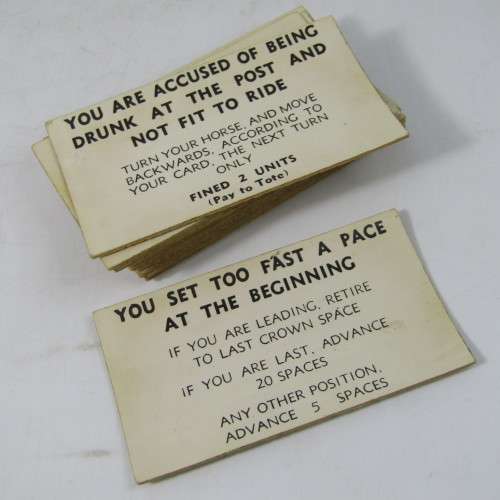 YOU ARE ACCUSED OF BEING
DRUNK AT THE POST AND
NOT FIT TO RIDE
TURN YOUR HORSE, AND MOVE
BACKWARDS, ACCORDING TO
YOUR CARD, THE NEXT TURN
ONLY
FINED 2 UNITS
(Pay to Tote)
YOU SET TOO FAST A PACE
AT THE BEGINNING
IF YOU ARE LEADING, RETIRE
TO LAST CROWN SPACE
IF YOU ARE LAST, ADVANCE
20 SPACES
ANY OTHER POSITION,
ADVANCE 5 SPACES